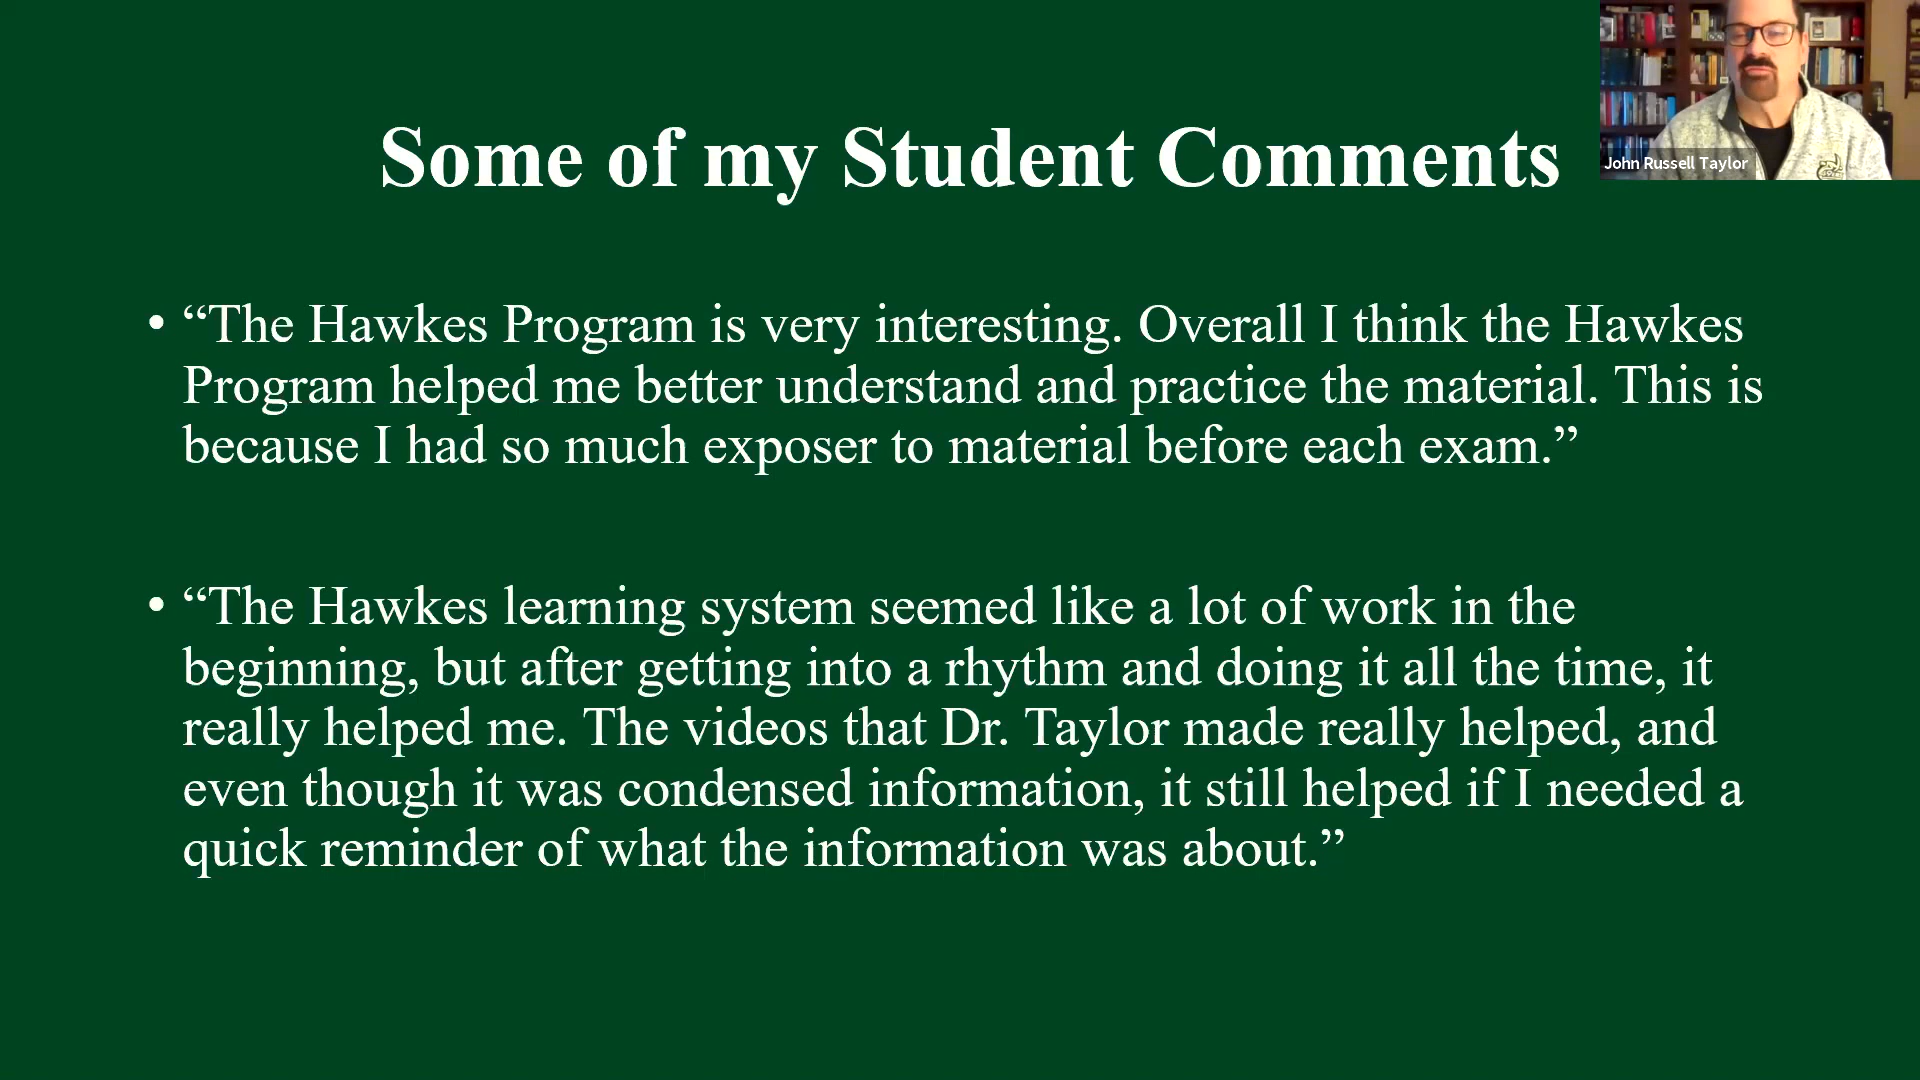 Some of my Student Comments
John Russell Taylor
• “The Hawkes Program is very interesting. Overall I think the Hawkes
Program helped me better understand and practice the material. This is
because I had so much exposer to material before each exam.”
• “The Hawkes learning system seemed like a lot of work in the
beginning, but after getting into a rhythm and doing it all the time, it
really helped me. The videos that Dr. Taylor made really helped, and
even though it was condensed information, it still helped if I needed a
quick reminder of what the information was about.”